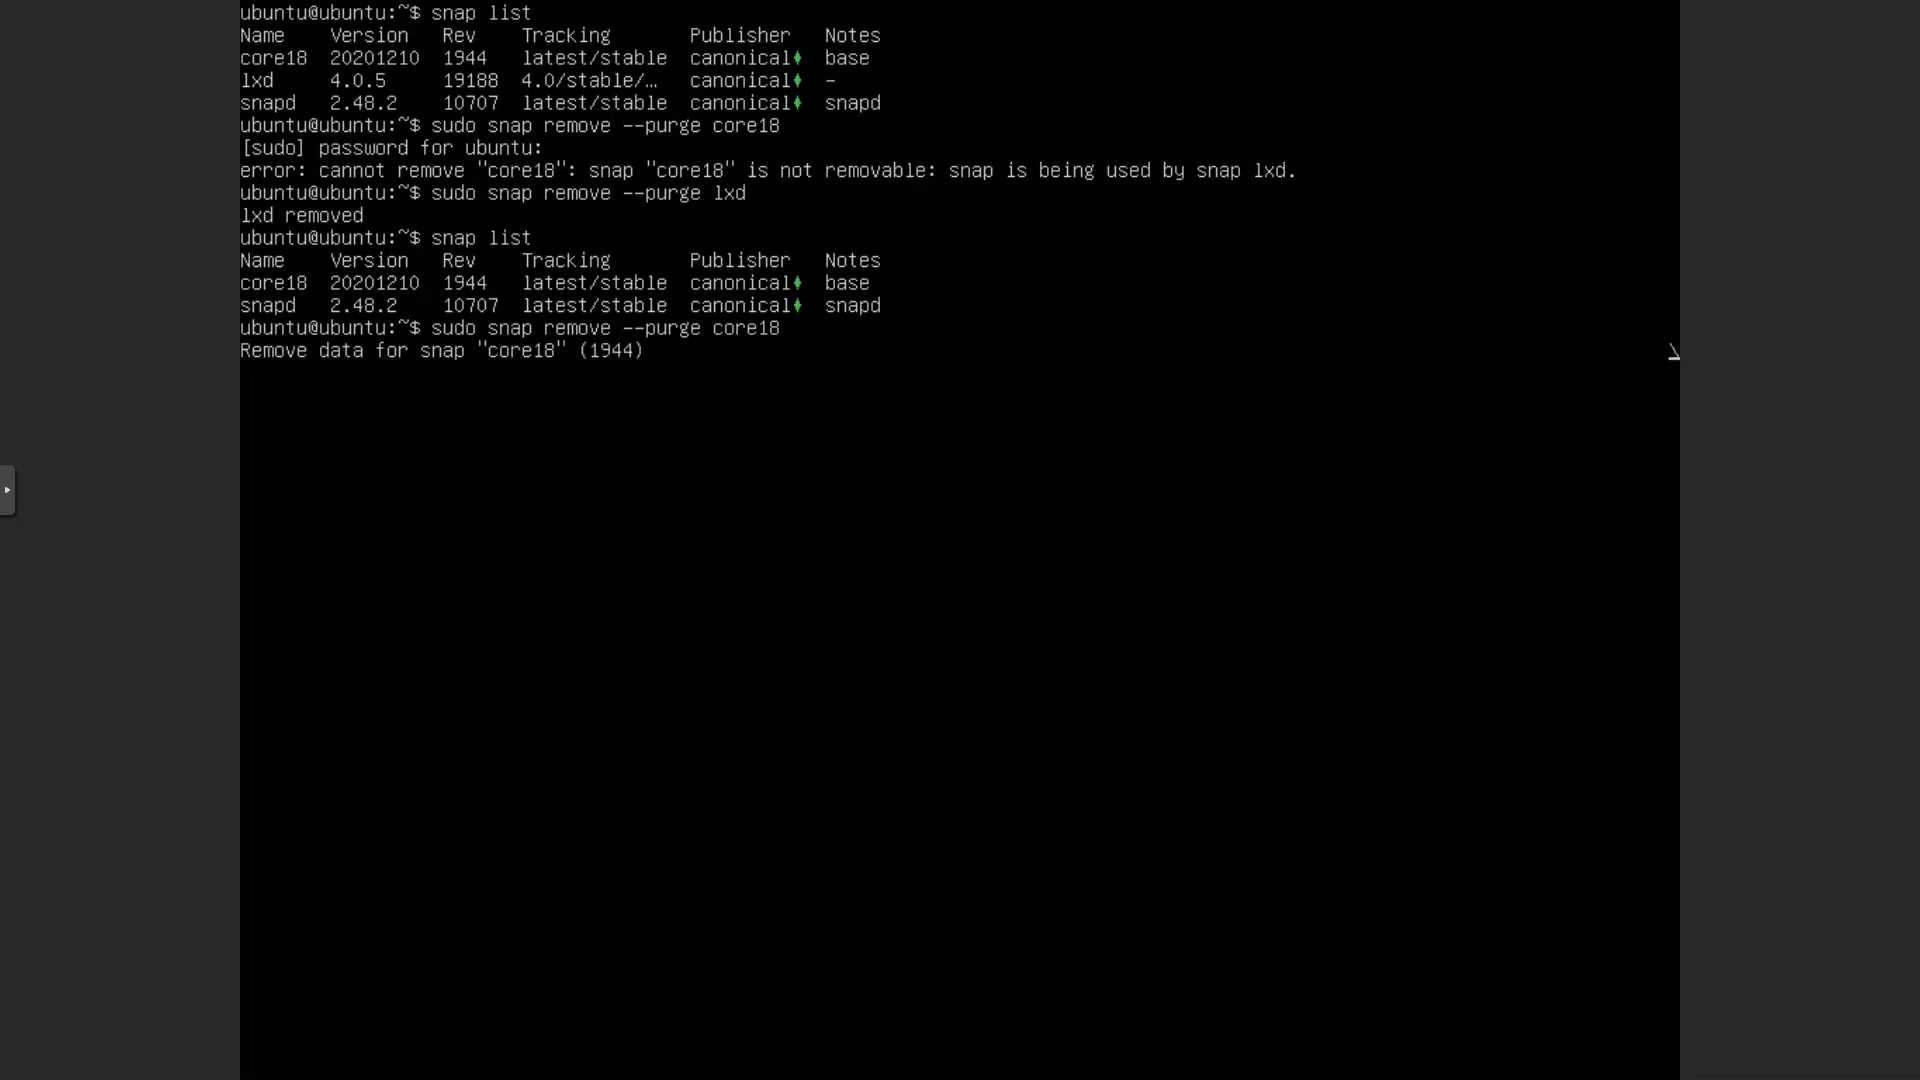 ubuntu@ubuntu:~$ snap list
Name    Version   Rev    Tracking       Publisher   Notes
core18  20201210  1944   latest/stable  canonical♦  base
lxd     4.0.5     19188  4.0/stable/…   canonical♦  -
snapd   2.48.2    10707  latest/stable  canonical♦  snapd
ubuntu@ubuntu:~$ sudo snap remove --purge core18
[sudo] password for ubuntu:
error: cannot remove "core18": snap "core18" is not removable: snap is being used by snap lxd.
ubuntu@ubuntu:~$ sudo snap remove --purge lxd
lxd removed
ubuntu@ubuntu:~$ snap list
Name    Version   Rev    Tracking       Publisher   Notes
core18  20201210  1944   latest/stable  canonical♦  base
snapd   2.48.2    10707  latest/stable  canonical♦  snapd
ubuntu@ubuntu:~$ sudo snap remove --purge core18
Remove data for snap "core18" (1944) \